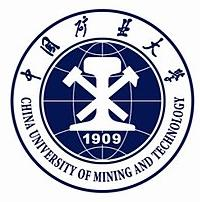 中国矿业大学
1909
CHINA UNIVERSITY OF MINING AND TECHNOLOGY